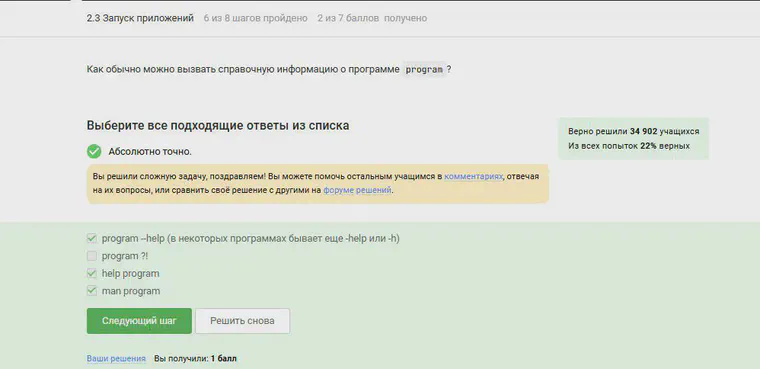 2.3 Запуск приложений 6 из 8 шагов пройдено 2 из 7 баллов получено
Как обычно можно вызвать справочную информацию о программе program ?
Выберите все подходящие ответы из списка
Абсолютно точно.
Верно решили 34 902 учащихся
Из всех попыток 22% верных
Вы решили сложную задачу, поздравляем! Вы можете помочь остальным учащимся в комментариях, отвечая
на их вопросы, или сравнить своё решение с другими на форуме решений.
program --help (в некоторых программах бывает еще -help или -h)
program ?!
help program
man program
Следующий шаг Решить снова
Ваши решения Вы получили: 1 балл